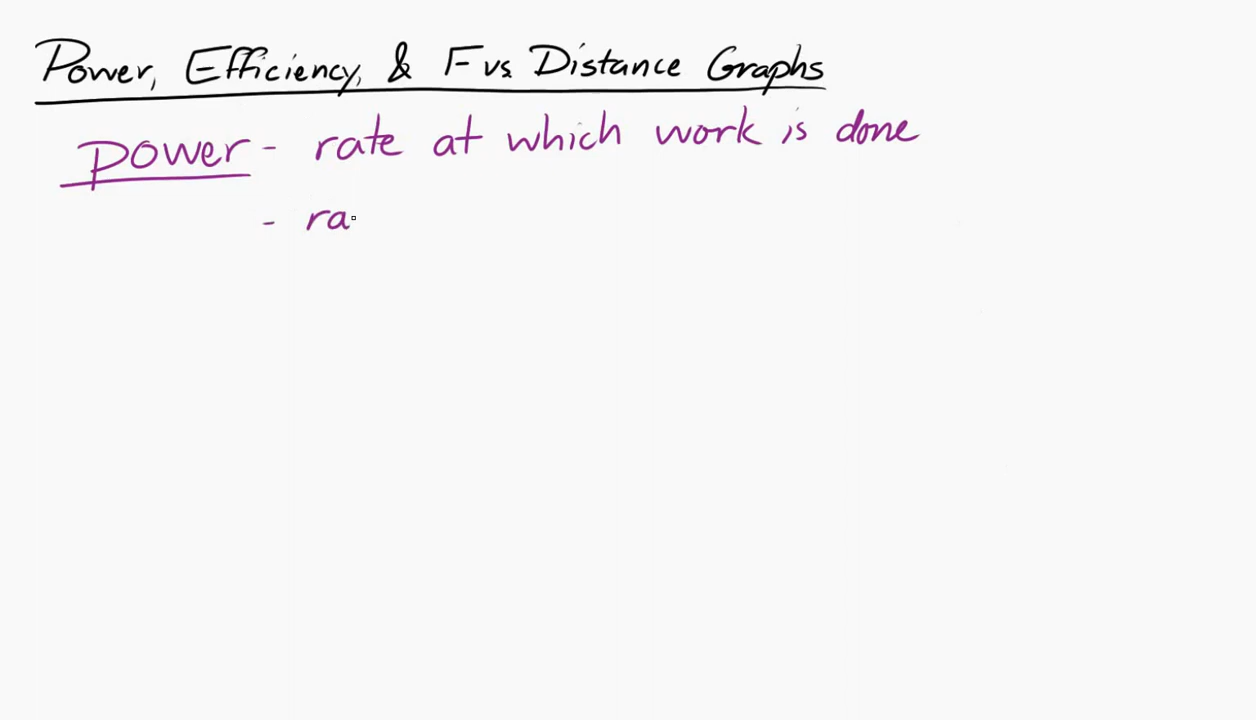 Power, Efficiency, & F vs Distance Graphs
power - rate at which work is done
- ra